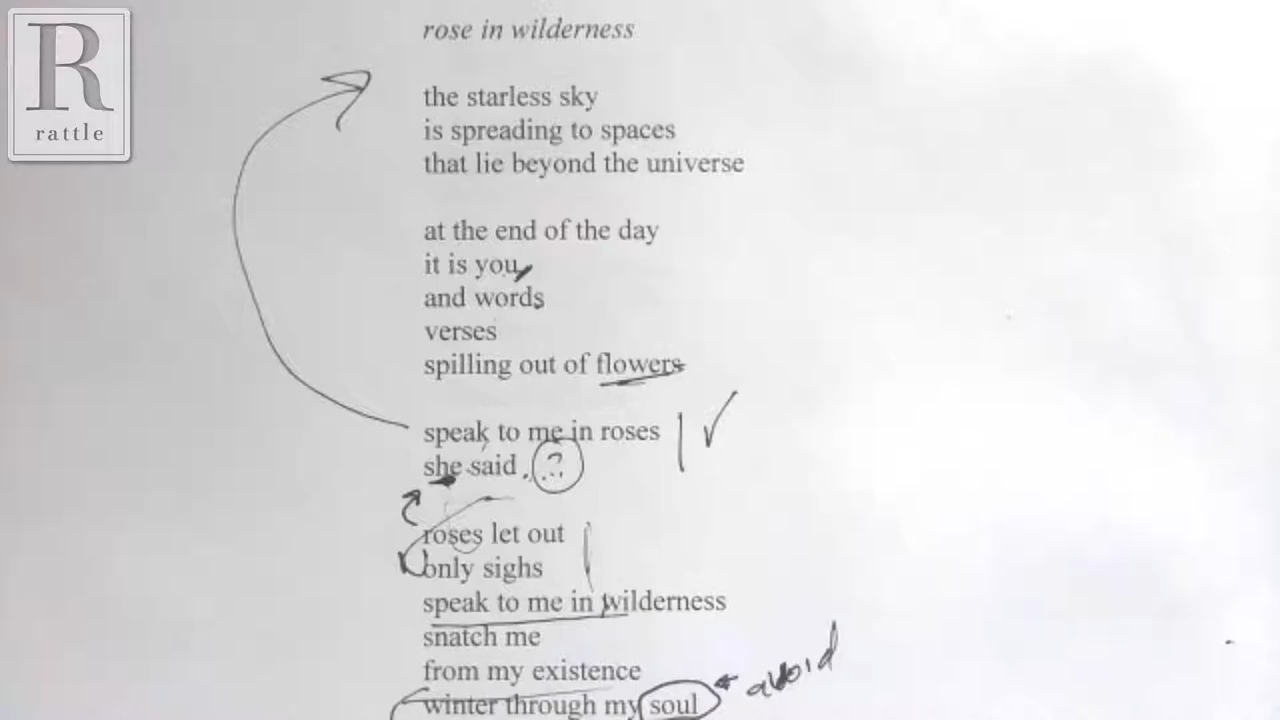 R
rattle
rose in wilderness
the starless sky
is spreading to spaces
that lie beyond the universe
at the end of the day
it is you,
and words
verses
spilling out of flowers
speak to me in roses
she said . ?
roses let out
only sighs
speak to me in wilderness
snatch me
from my existence
winter through my soul
avoid